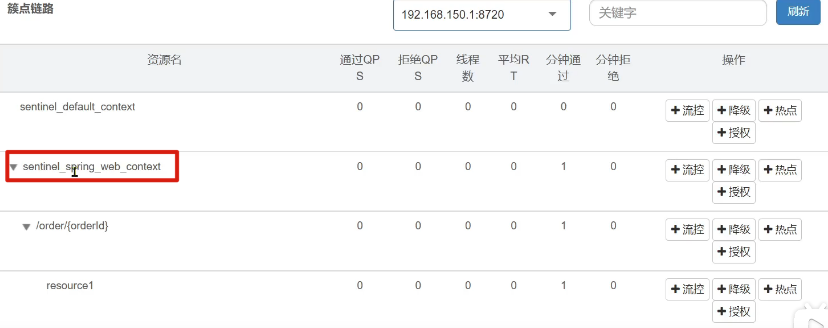 簇点链路
192.168.150.1:8720
关键字
刷新
资源名 通过QPS 拒绝QPS 线程数 平均RT 分钟通过 分钟拒绝 操作
sentinel_default_context 0 0 0 0 0 0 +流控 +降级 +热点
+授权
sentinel_spring_web_context 0 0 0 0 1 0 +流控 +降级 +热点
+授权
/order/{orderId} 0 0 0 0 1 0 +流控 +降级 +热点
+授权
resource1 0 0 0 0 1 0 +流控 +降级 +热点
+授权